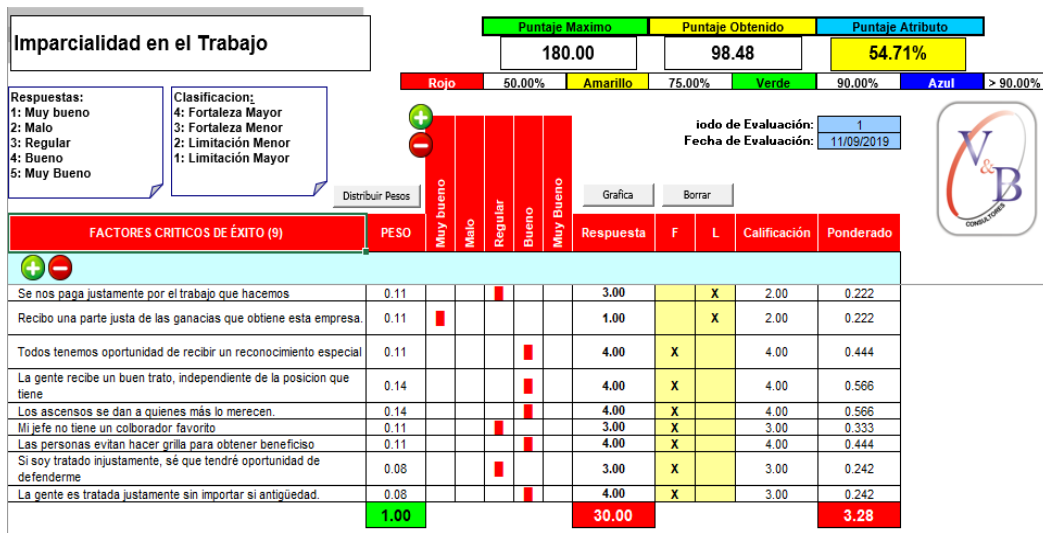 Imparcialidad en el Trabajo
Puntaje Maximo Puntaje Obtenido Puntaje Atributo
180.00 98.48 54.71%
Rojo 50.00% Amarillo 75.00% Verde 90.00% Azul > 90.00%
Respuestas:
1: Muy bueno
2: Malo
3: Regular
4: Bueno
5: Muy Bueno
Clasificacion:
4: Fortaleza Mayor
3: Fortaleza Menor
2: Limitación Menor
1: Limitación Mayor
iodo de Evaluación: 1
Fecha de Evaluación: 11/09/2019
V&B
CONSULTORES
Distribuir Pesos
Grafica
Borrar
FACTORES CRITICOS DE ÉXITO (9) PESO Muy bueno Malo Regular Bueno Muy Bueno Respuesta F L Calificación Ponderado
Se nos paga justamente por el trabajo que hacemos 0.11 3.00 X 2.00 0.222
Recibo una parte justa de las ganacias que obtiene esta empresa. 0.11 1.00 X 2.00 0.222
Todos tenemos oportunidad de recibir un reconocimiento especial 0.11 4.00 X 4.00 0.444
La gente recibe un buen trato, independiente de la posicion que
tiene 0.14 4.00 X 4.00 0.566
Los ascensos se dan a quienes más lo merecen. 0.14 4.00 X 4.00 0.566
Mi jefe no tiene un colborador favorito 0.11 3.00 X 3.00 0.333
Las personas evitan hacer grilla para obtener beneficiso 0.11 4.00 X 4.00 0.444
Si soy tratado injustamente, sé que tendré oportunidad de
defenderme 0.08 3.00 X 3.00 0.242
La gente es tratada justamente sin importar si antigüedad. 0.08 4.00 X 3.00 0.242
1.00 30.00 3.28